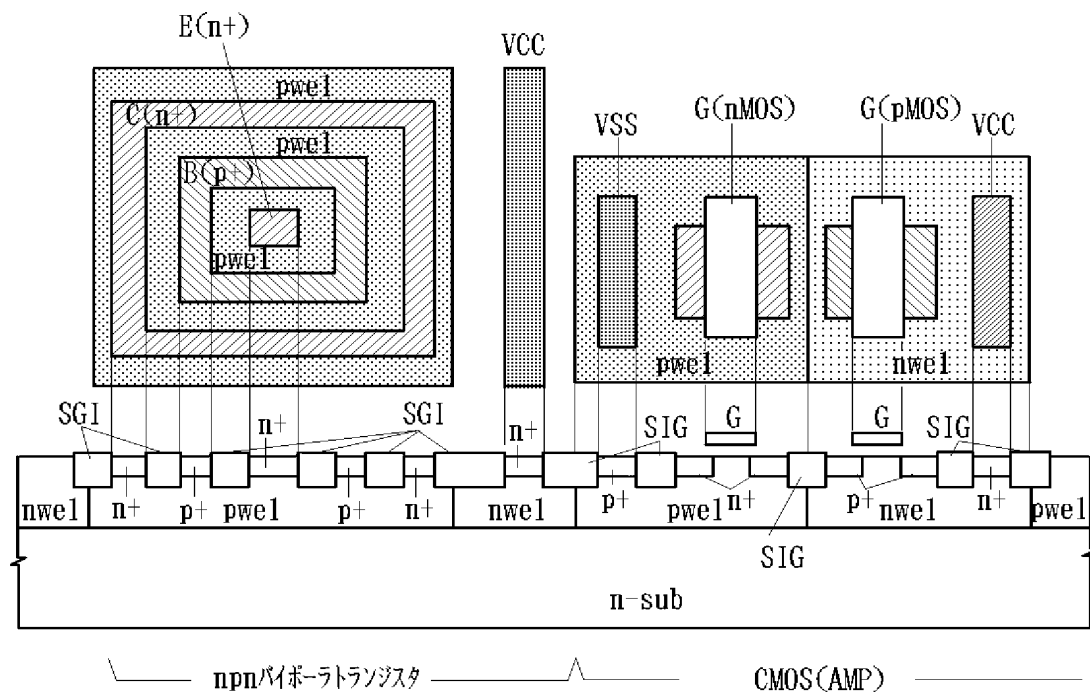 E(n+)
VCC
pwel
C(n+)
pwel
B(p+)
pwel
VSS
G(nMOS)
G(pMOS)
VCC
pwel
nwel
SGI
n+
SGI
n+
SIG
G
G
SIG
nwel
n+
p+
pwel
p+
n+
nwel
p+
pwel
n+
p+
nwel
n+
pwel
SIG
n-sub
npnバイポーラトランジスタ
CMOS(AMP)